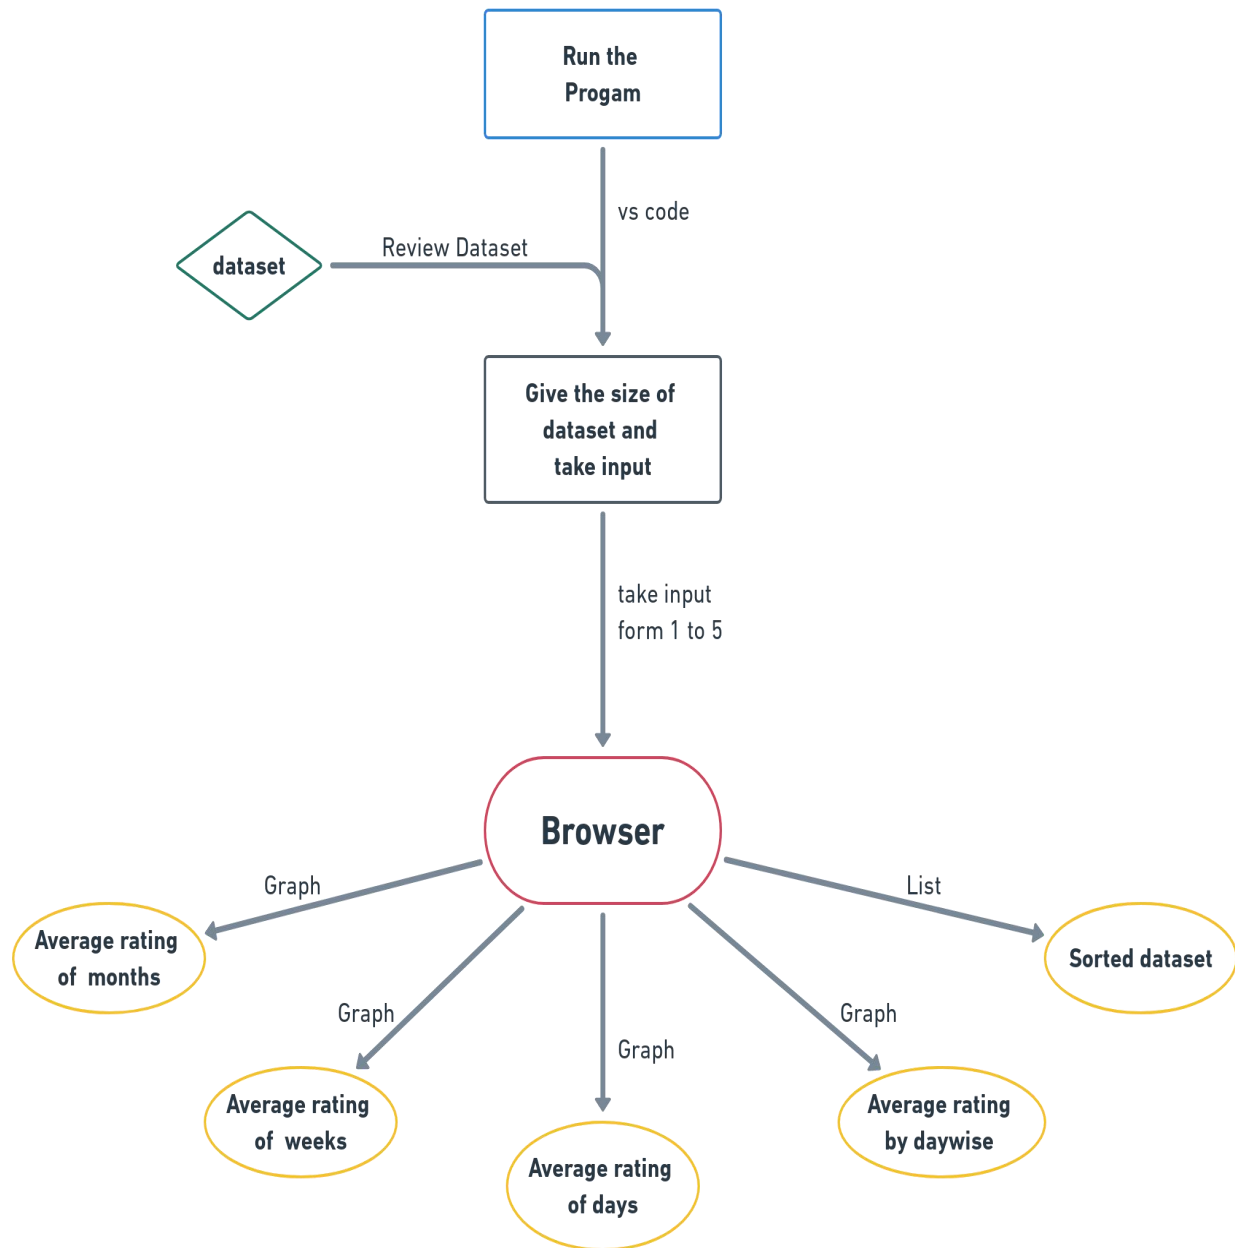 Run the
Progam
vs code
Review Dataset
dataset
Give the size of
dataset and
take input
take input
form 1 to 5
Browser
Graph
List
Average rating
of months
Sorted dataset
Graph
Graph
Graph
Average rating
of weeks
Average rating
by daywise
Average rating
of days